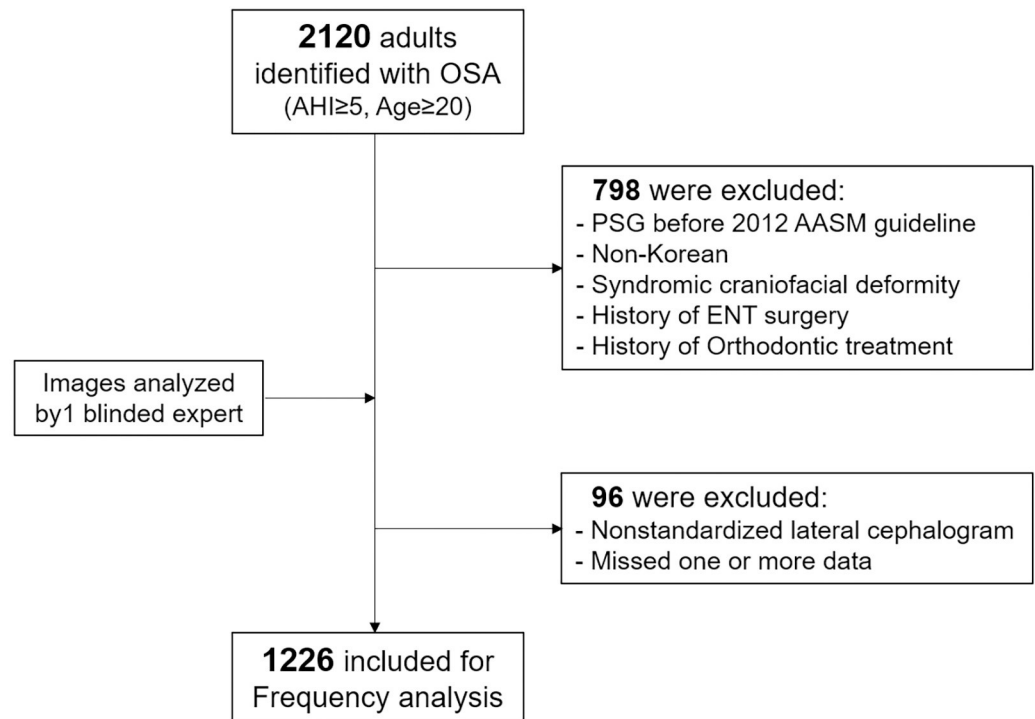 2120 adults
identified with OSA
(AHI≥5, Age≥20)
798 were excluded:
- PSG before 2012 AASM guideline
- Non-Korean
- Syndromic craniofacial deformity
- History of ENT surgery
- History of Orthodontic treatment
Images analyzed
by1 blinded expert
96 were excluded:
- Nonstandardized lateral cephalogram
- Missed one or more data
1226 included for
Frequency analysis